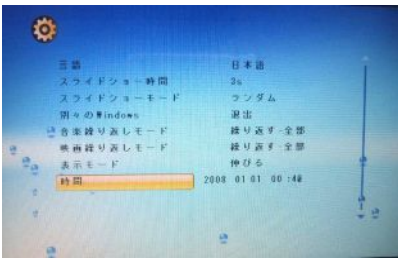 言語 日本語
スライドショー時間 3s
スライドショーモード ランダム
別々のWindows 退出
音楽繰り返しモード 繰り返す-全部
映画繰り返しモード 繰り返す-全部
表示モード 伸びる
時間 2008 01 01 00:4